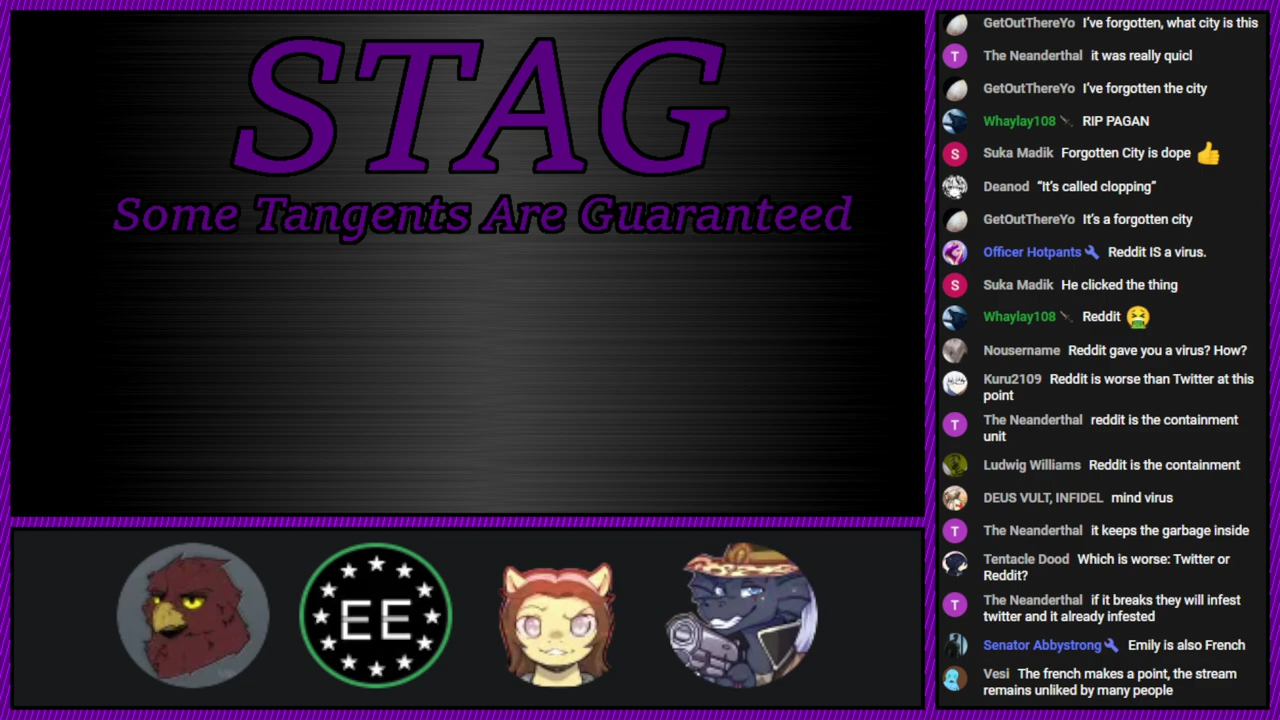 STAG
Some Tangents Are Guaranteed
EE
GetOutThereYo I've forgotten, what city is this
T The Neanderthal it was really quicl
GetOutThereYo I've forgotten the city
Whaylay108 RIP PAGAN
S Suka Madik Forgotten City is dope 👍
Deanod “It's called clopping”
GetOutThereYo It's a forgotten city
Officer Hotpants Reddit IS a virus.
S Suka Madik He clicked the thing
Whaylay108 Reddit 🤮
Nousername Reddit gave you a virus? How?
Kuru2109 Reddit is worse than Twitter at this
point
T The Neanderthal reddit is the containment
unit
Ludwig Williams Reddit is the containment
DEUS VULT, INFIDEL mind virus
T The Neanderthal it keeps the garbage inside
Tentacle Dood Which is worse: Twitter or
Reddit?
T The Neanderthal if it breaks they will infest
twitter and it already infested
Senator Abbystrong Emily is also French
Vesi The french makes a point, the stream
remains unliked by many people